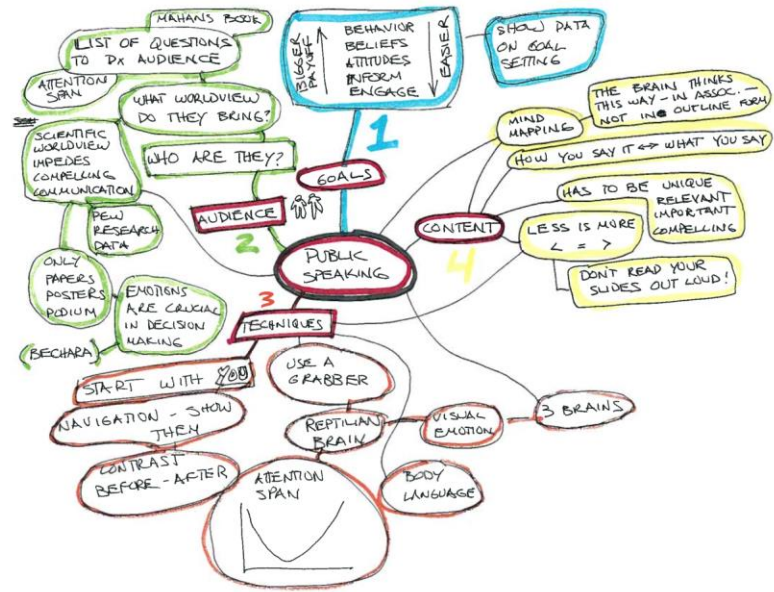 MAHANS BOOK
LIST OF QUESTIONS
TO Dx AUDIENCE
ATTENTION
SPAN
WHAT WORLDVIEW
DO THEY BRING?
SCIENTIFIC
WORLDVIEW
IMPEDES
COMPELLING
COMMUNICATION
WHO ARE THEY?
PEW
RESEARCH
DATA
AUDIENCE
2
ONLY
PAPERS
POSTERS
PODIUM
EMOTIONS
ARE CRUCIAL
IN DECISION
MAKING
(BECHARA)
BIGGER
PAYOFF
BEHAVIOR
BELIEFS
ATTITUDES
INFORM
ENGAGE
EASIER
SHOW DATA
ON GOAL
SETTING
1
GOALS
PUBLIC
SPEAKING
MIND
MAPPING
THE BRAIN THINKS
THIS WAY - IN ASSOC. -
NOT IN OUTLINE FORM
HOW YOU SAY IT ↔ WHAT YOU SAY
CONTENT
4
HAS TO BE UNIQUE
RELEVANT
IMPORTANT
COMPELLING
LESS IS MORE
< = >
DON'T READ YOUR
SLIDES OUT LOUD!
3
TECHNIQUES
START WITH YOU
NAVIGATION - SHOW
THEM
CONTRAST
BEFORE - AFTER
USE A
GRABBER
REPTILIAN
BRAIN
VISUAL
EMOTION
3 BRAINS
ATTENTION
SPAN
BODY
LANGUAGE